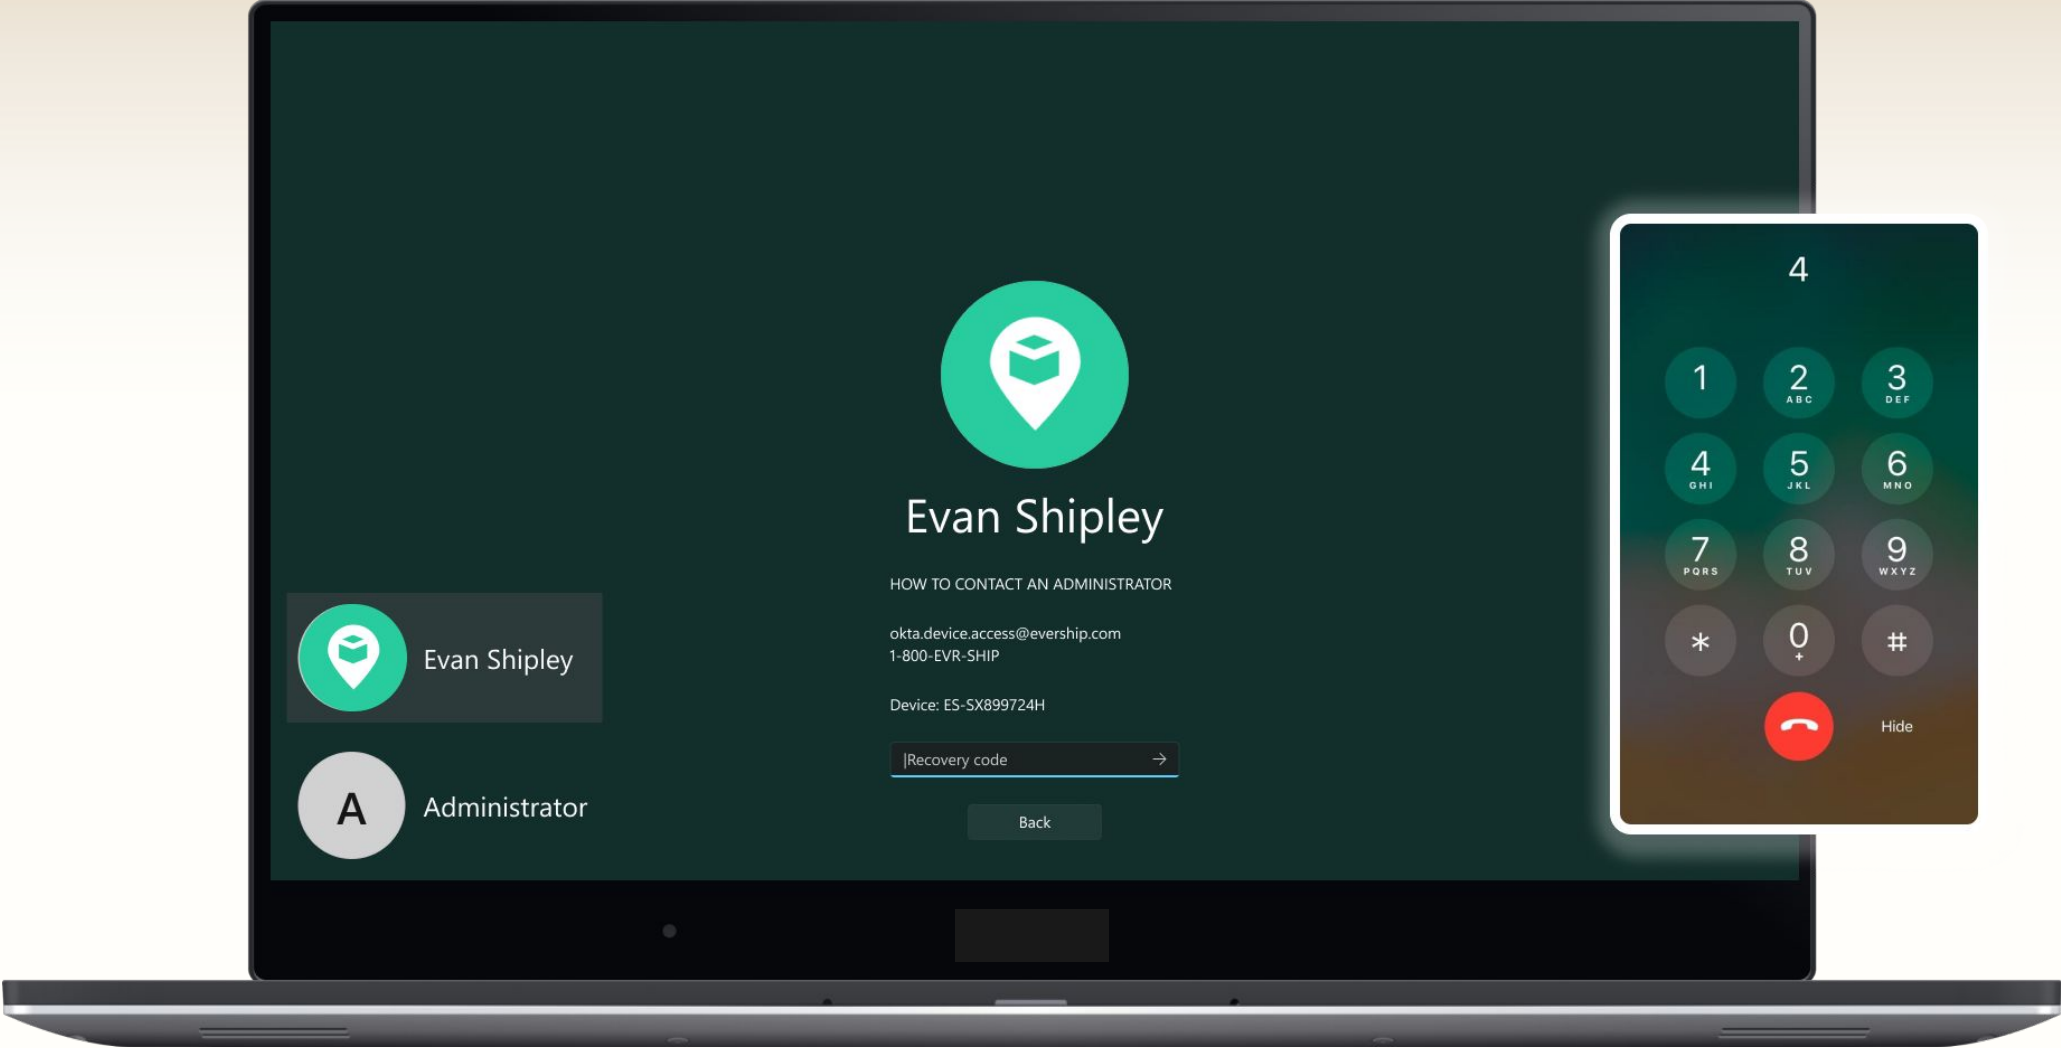 Evan Shipley
HOW TO CONTACT AN ADMINISTRATOR
okta.device.access@evership.com
1-800-EVR-SHIP
Device: ES-SX899724H
Recovery code
Back
Evan Shipley
A
Administrator
4
1
2
ABC
3
DEF
4
GHI
5
JKL
6
MNO
7
PQRS
8
TUV
9
WXYZ
*
0
+
#
Hide